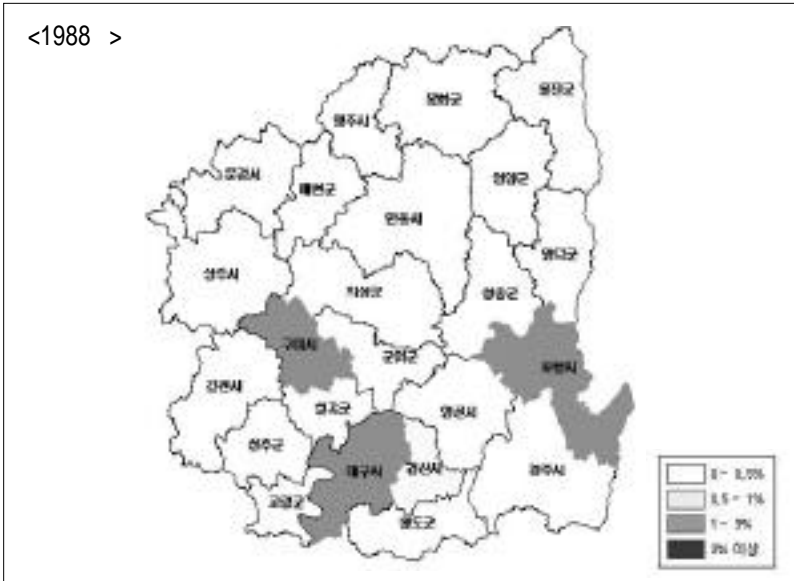 <1988 >
울진군
봉화군
영주시
영양군
문경시
예천군
안동시
영덕군
상주시
의성군
청송군
구미시
포항시
군위군
김천시
칠곡군
영천시
성주군
대구시
경산시
경주시
고령군
청도군
0 - 0.5%
0.5 - 1%
1 - 3%
3% 이상